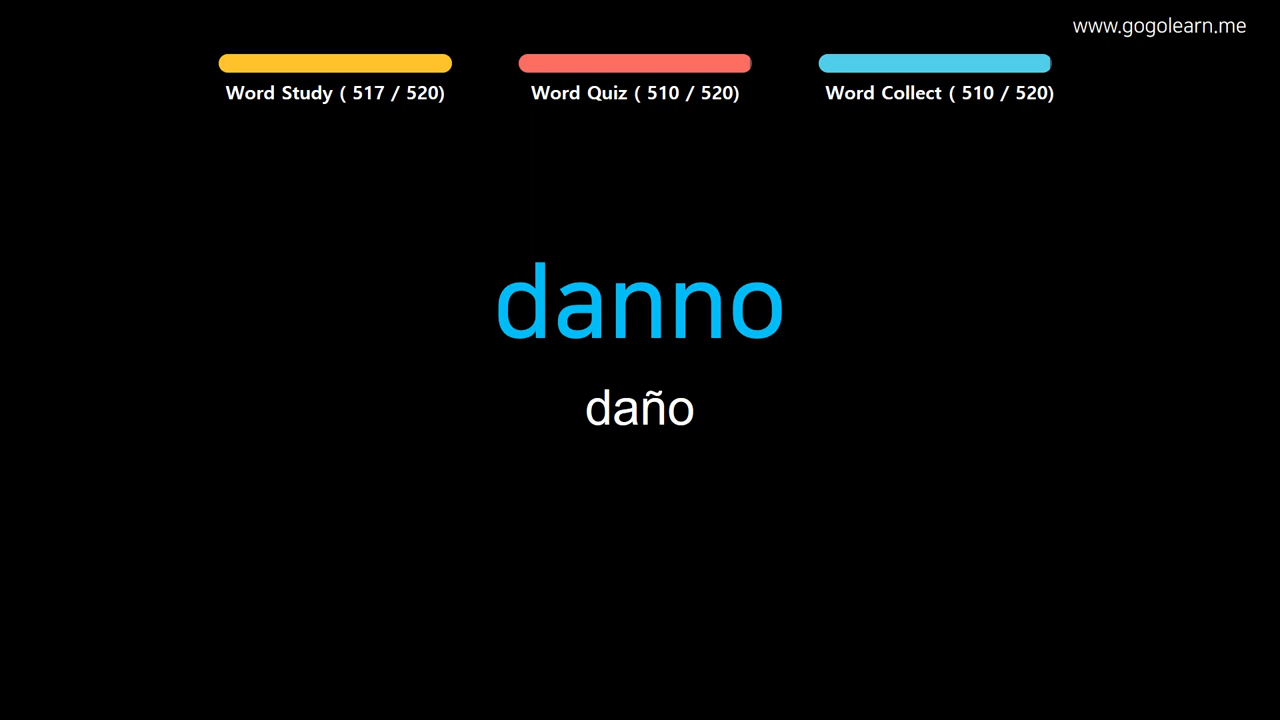 www.gogolearn.me
Word Study ( 517 / 520)
Word Quiz ( 510 / 520)
Word Collect ( 510 / 520)
danno
daño